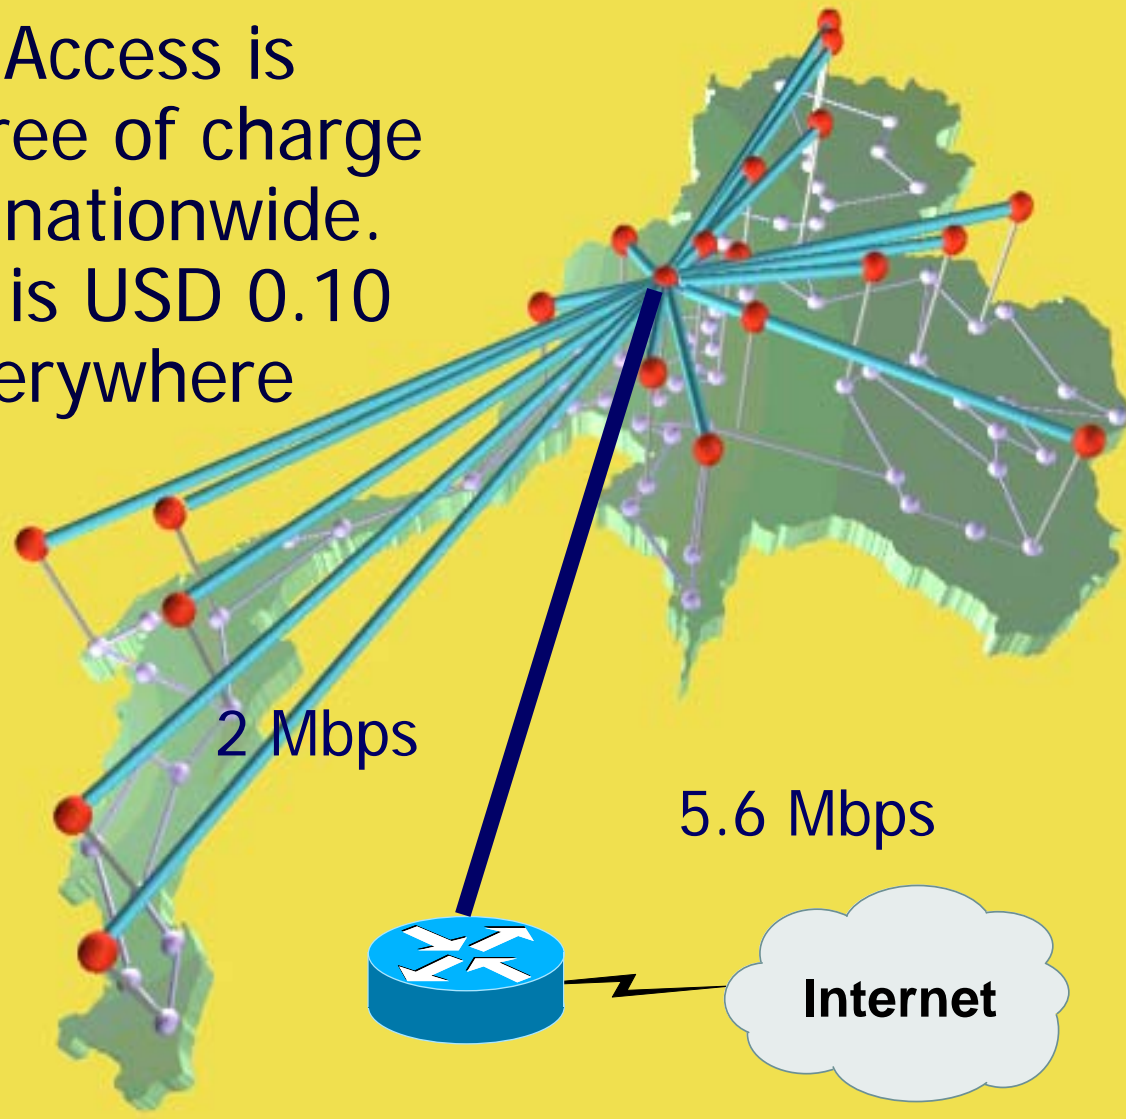 Access is
ree of charge
nationwide.
is USD 0.10
erywhere
2 Mbps
5.6 Mbps
Internet